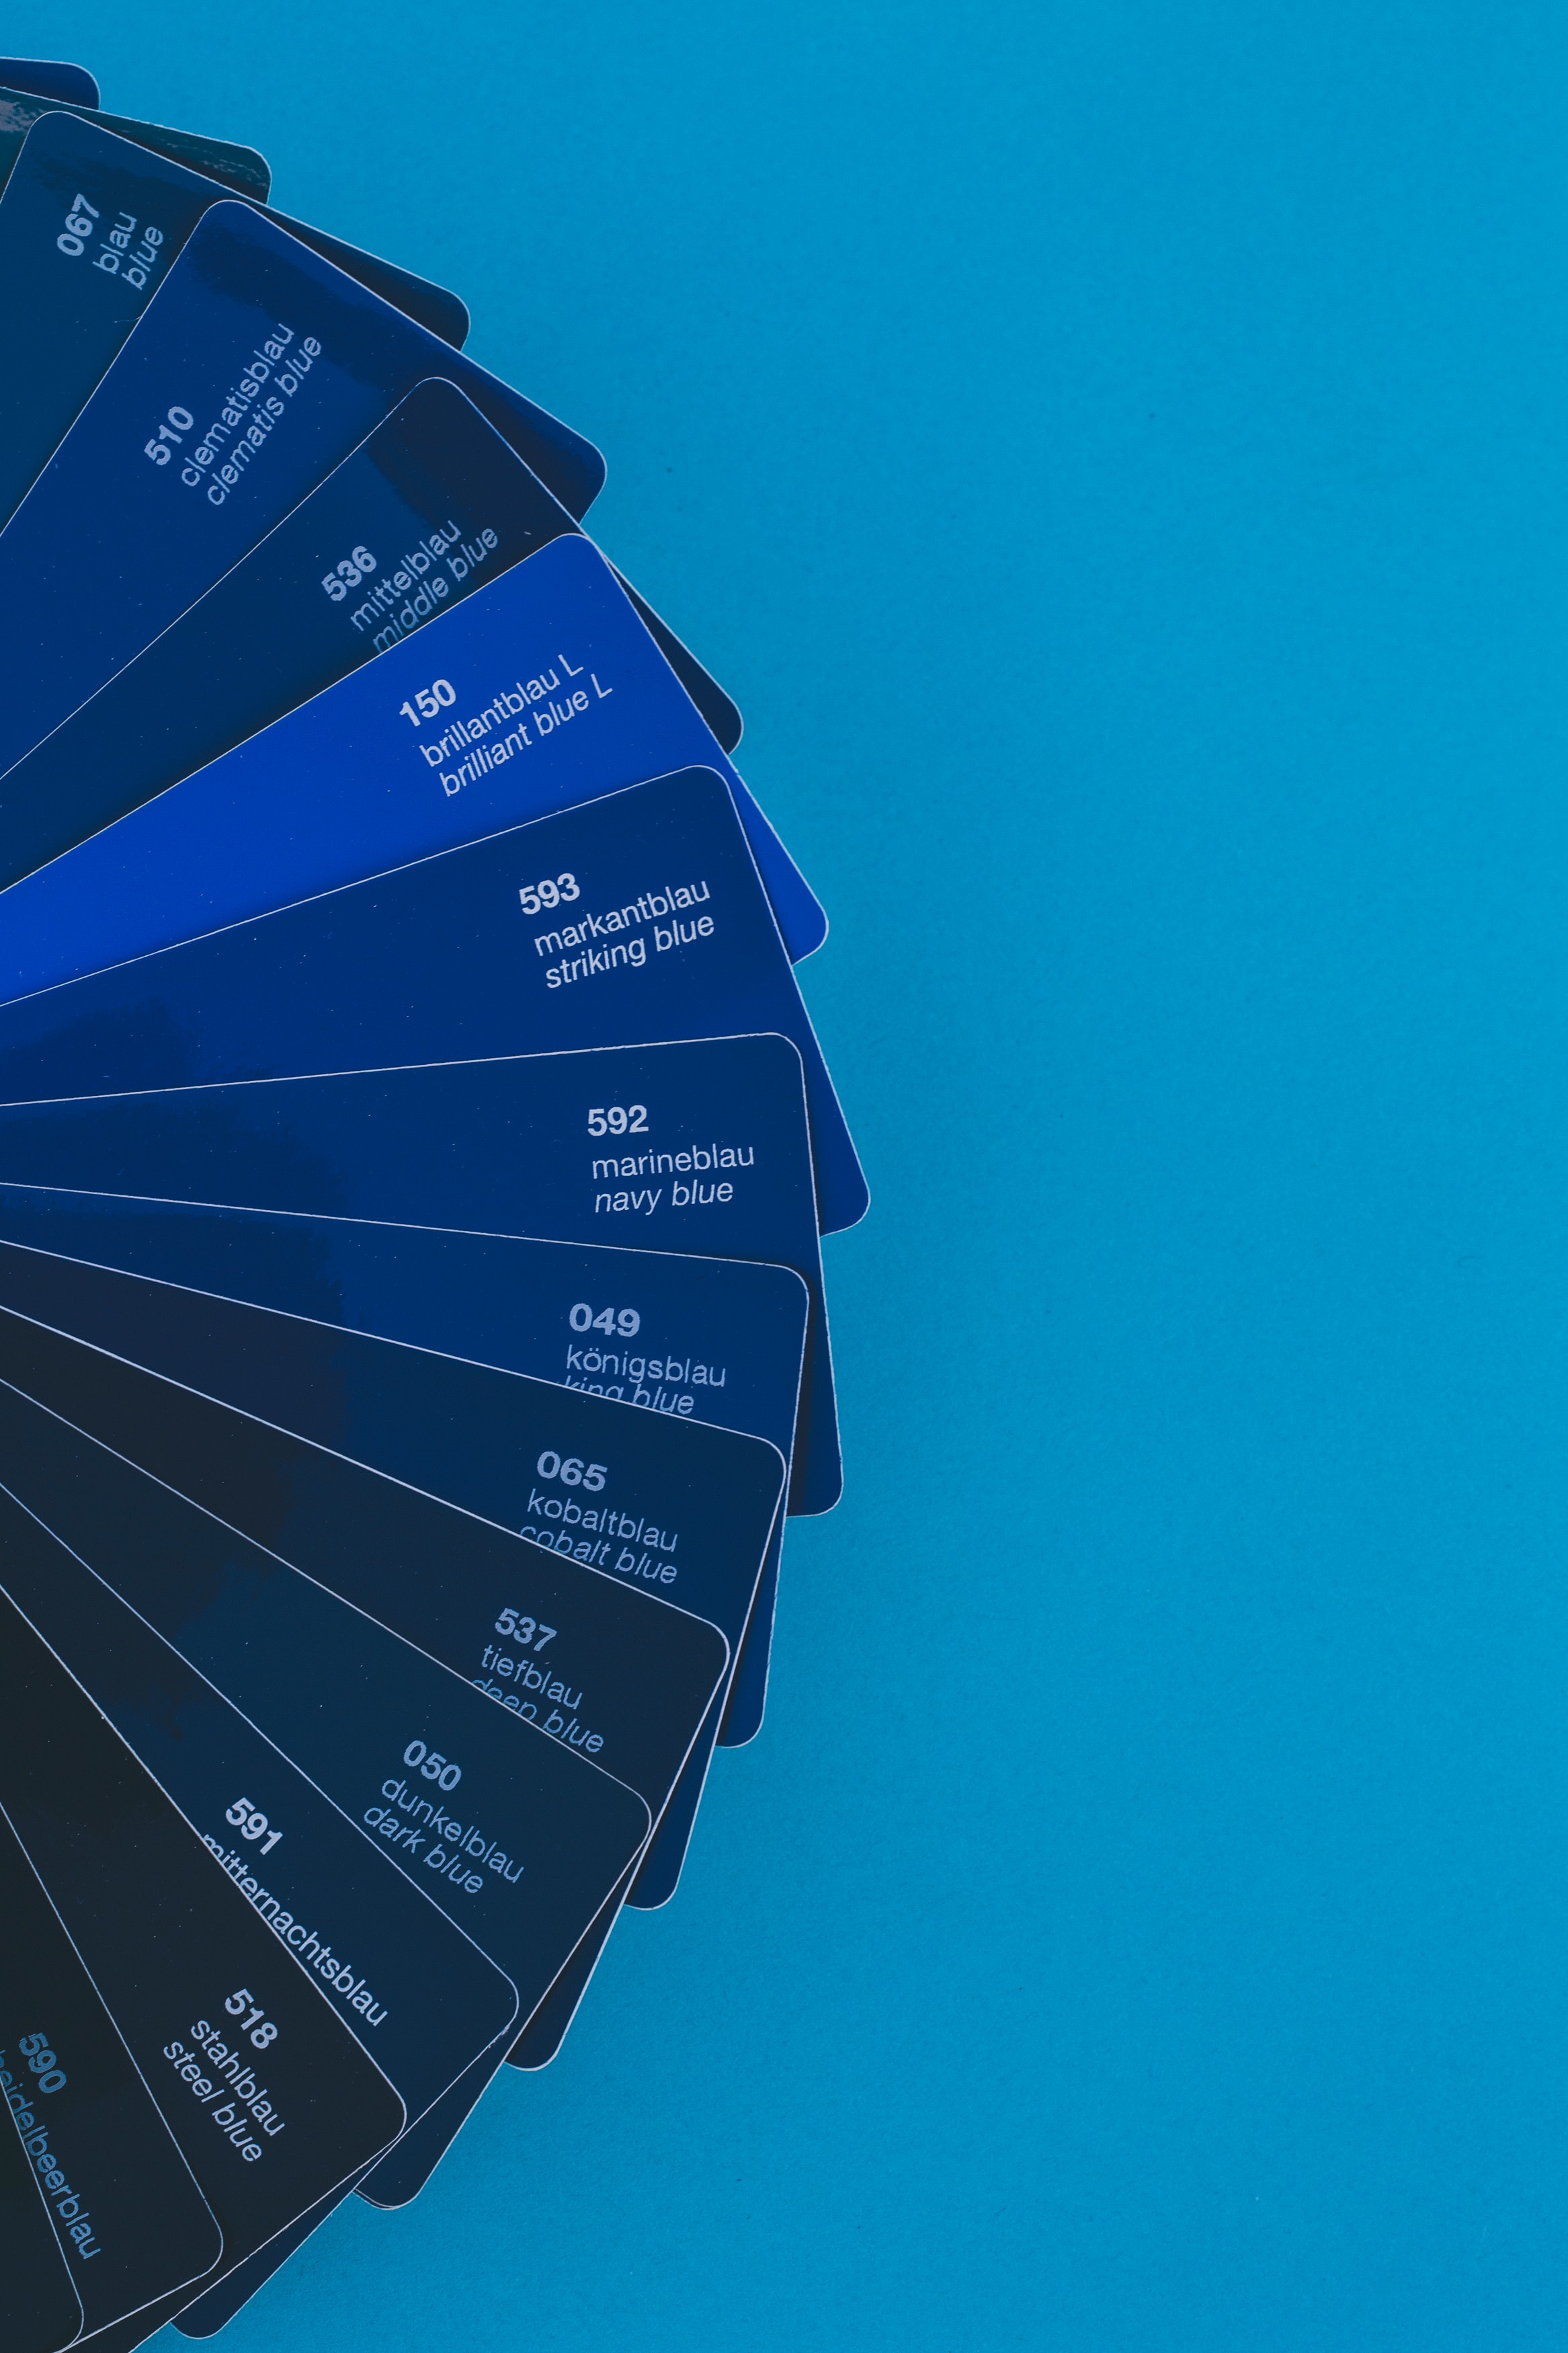 067
blau
blue
510
clematisblau
clematis blue
536
mittelblau
middle blue
150
brillantblau L
brilliant blue L
593
markantblau
striking blue
592
marineblau
navy blue
049
königsblau
king blue
065
kobaltblau
cobalt blue
537
tiefblau
deep blue
050
dunkelblau
dark blue
591
mitternachtsblau
518
stahlblau
steel blue
590
heidelbeerblau